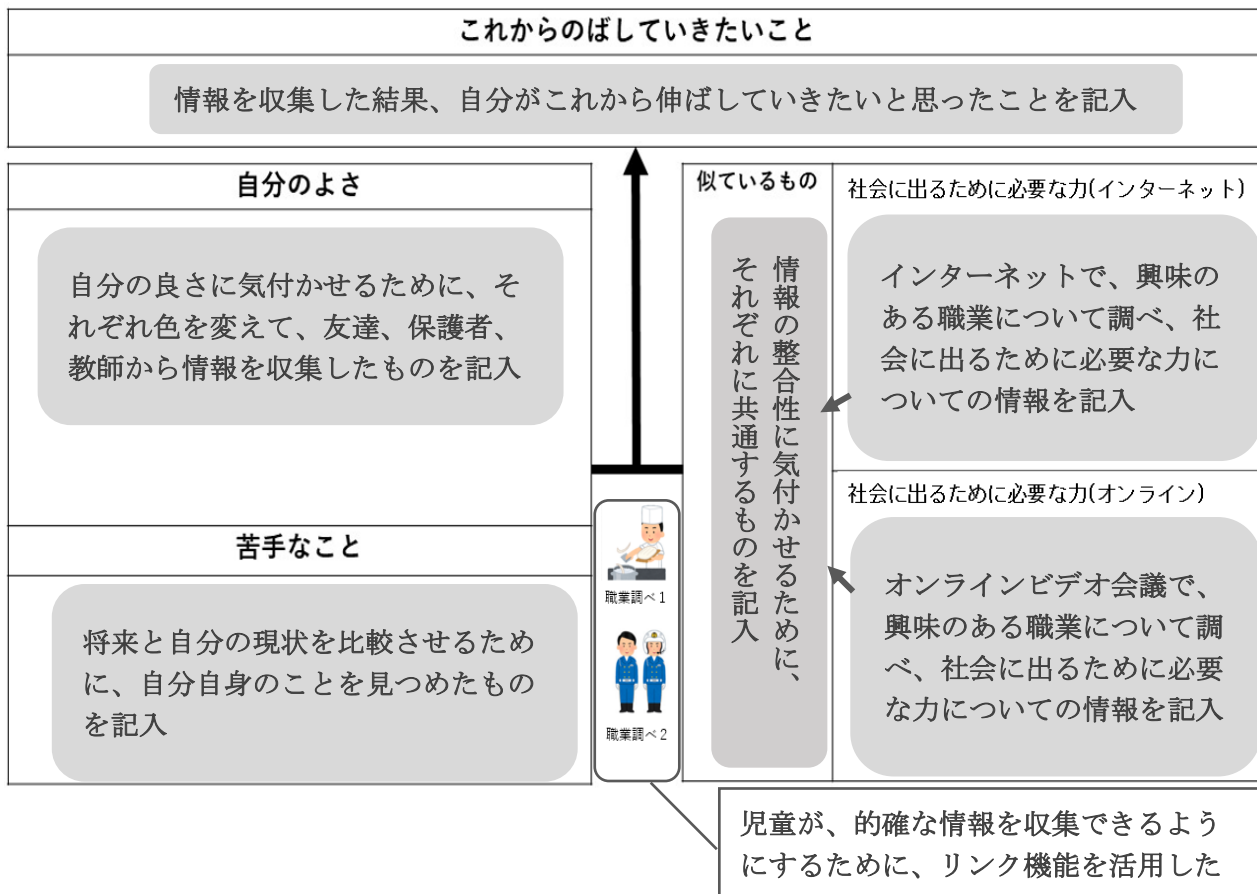 これからのばしていきたいこと
情報を収集した結果、自分がこれから伸ばしていきたいと思ったことを記入
自分のよさ
自分の良さに気付かせるために、そ
れぞれ色を変えて、友達、保護者、
教師から情報を収集したものを記入
苦手なこと
将来と自分の現状を比較させるため
に、自分自身のことを見つめたもの
を記入
職業調べ1
職業調べ2
似ているもの
情報の整合性に気付かせるために、
それぞれに共通するものを記入
社会に出るために必要な力(インターネット)
インターネットで、興味の
ある職業について調べ、社
会に出るために必要な力に
ついての情報を記入
社会に出るために必要な力(オンライン)
オンラインビデオ会議で、
興味のある職業について調
べ、社会に出るために必要
な力についての情報を記入
児童が、的確な情報を収集できるよう
にするために、リンク機能を活用した